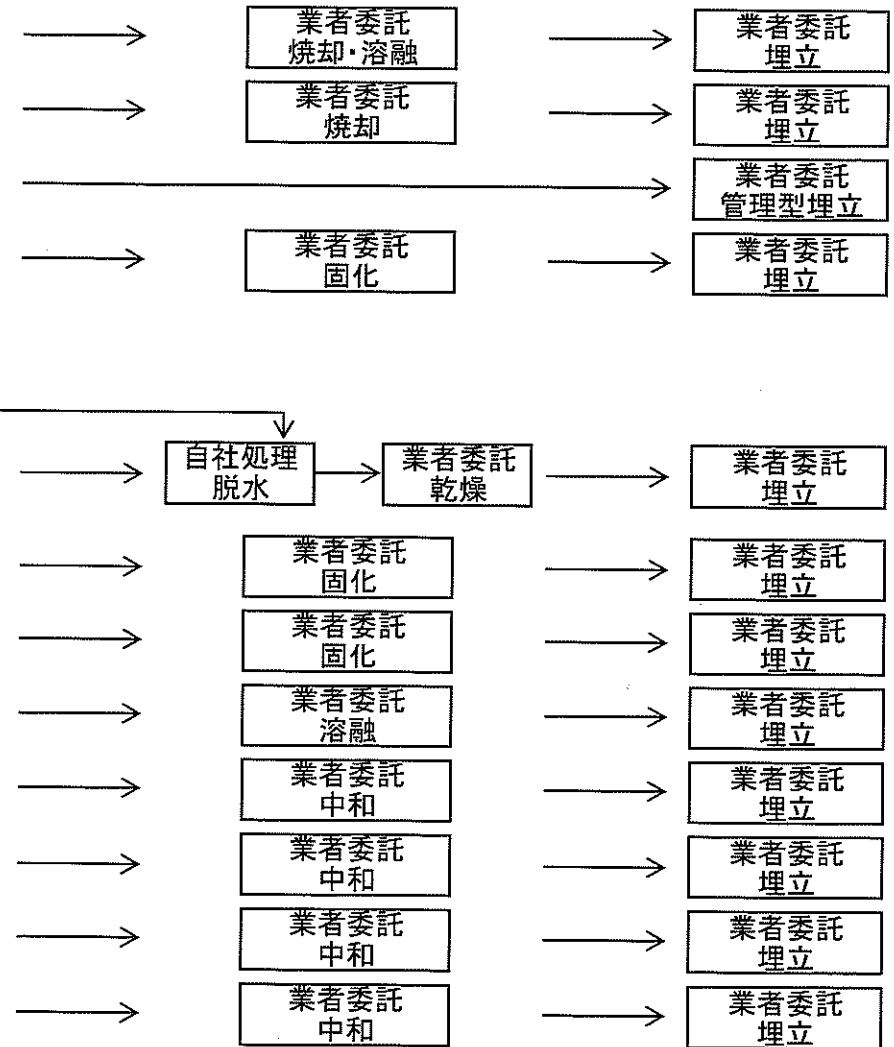 業者委託
焼却・溶融
業者委託
埋立
業者委託
焼却
業者委託
埋立
業者委託
管理型埋立
業者委託
固化
業者委託
埋立
自社処理
脱水
業者委託
乾燥
業者委託
埋立
業者委託
固化
業者委託
埋立
業者委託
固化
業者委託
埋立
業者委託
溶融
業者委託
埋立
業者委託
中和
業者委託
埋立
業者委託
中和
業者委託
埋立
業者委託
中和
業者委託
埋立
業者委託
中和
業者委託
埋立